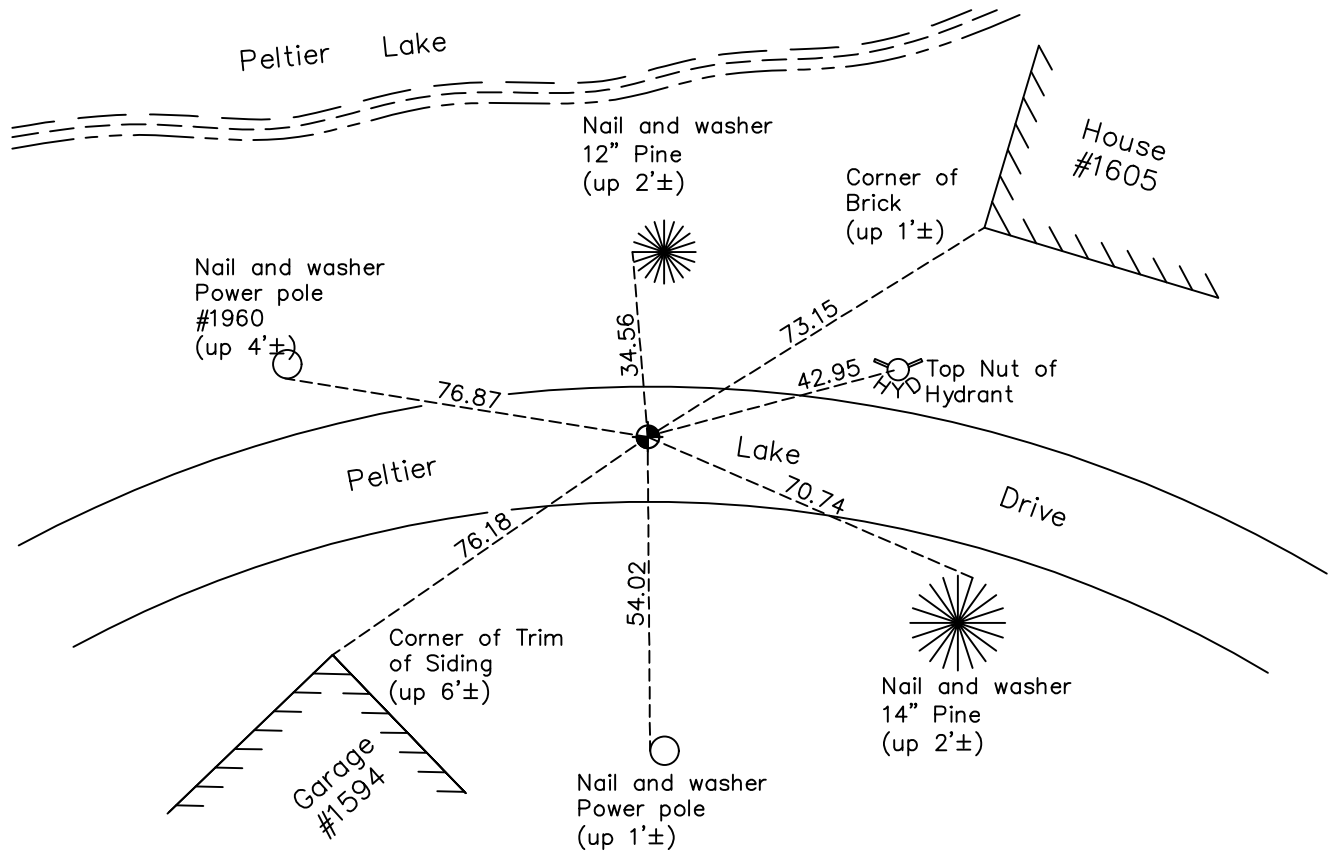 Peltier Lake
Nail and washer
12” Pine
(up 2’±)
House
#1605
Corner of
Brick
(up 1’±)
Nail and washer
Power pole
#1960
(up 4’±)
34.56
73.15
42.95
HYD
Top Nut of
Hydrant
76.87
Peltier Lake Drive
76.18
54.02
70.74
Corner of Trim
of Siding
(up 6’±)
Garage
#1594
Nail and washer
14” Pine
(up 2’±)
Nail and washer
Power pole
(up 1’±)